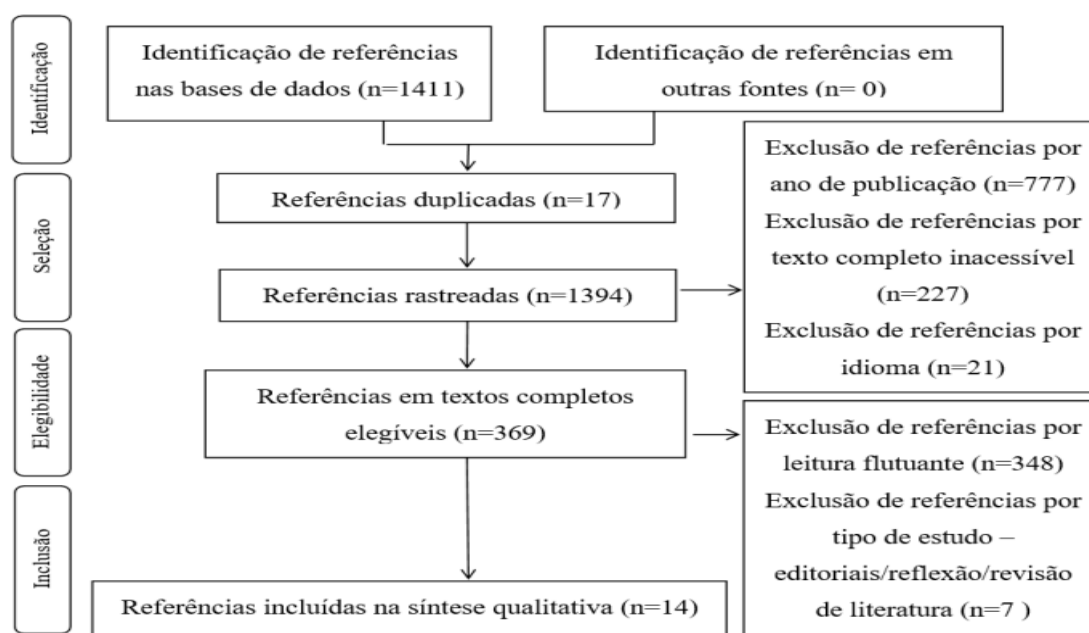 Identificação
Identificação de referências
nas bases de dados (n=1411)
Identificação de referências em
outras fontes (n= 0)
Seleção
Referências duplicadas (n=17)
Referências rastreadas (n=1394)
Exclusão de referências por
ano de publicação (n=777)
Exclusão de referências por
texto completo inacessível
(n=227)
Exclusão de referências por
idioma (n=21)
Elegibilidade
Referências em textos completos
elegíveis (n=369)
Exclusão de referências por
leitura flutuante (n=348)
Exclusão de referências por
tipo de estudo –
editoriais/reflexão/revisão
de literatura (n=7 )
Inclusão
Referências incluídas na síntese qualitativa (n=14)